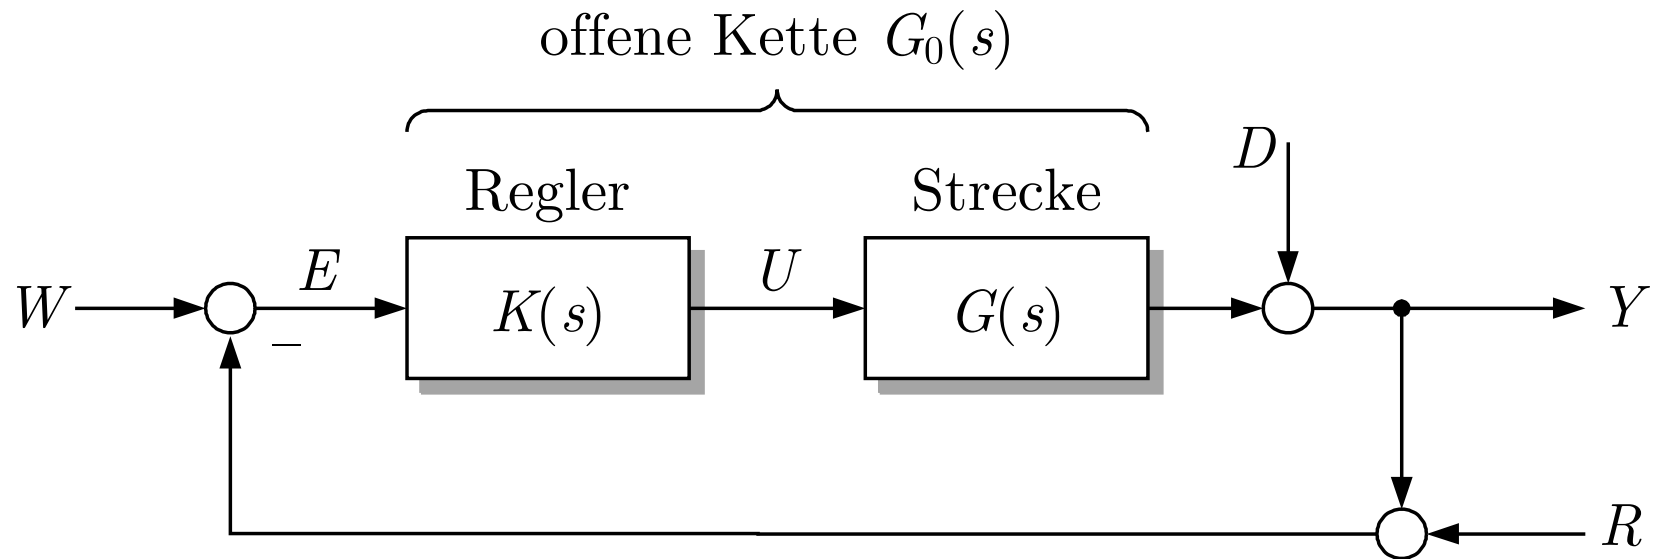 offene Kette G₀(s)
D
Regler
Strecke
W
E
K(s)
U
G(s)
Y
−
R